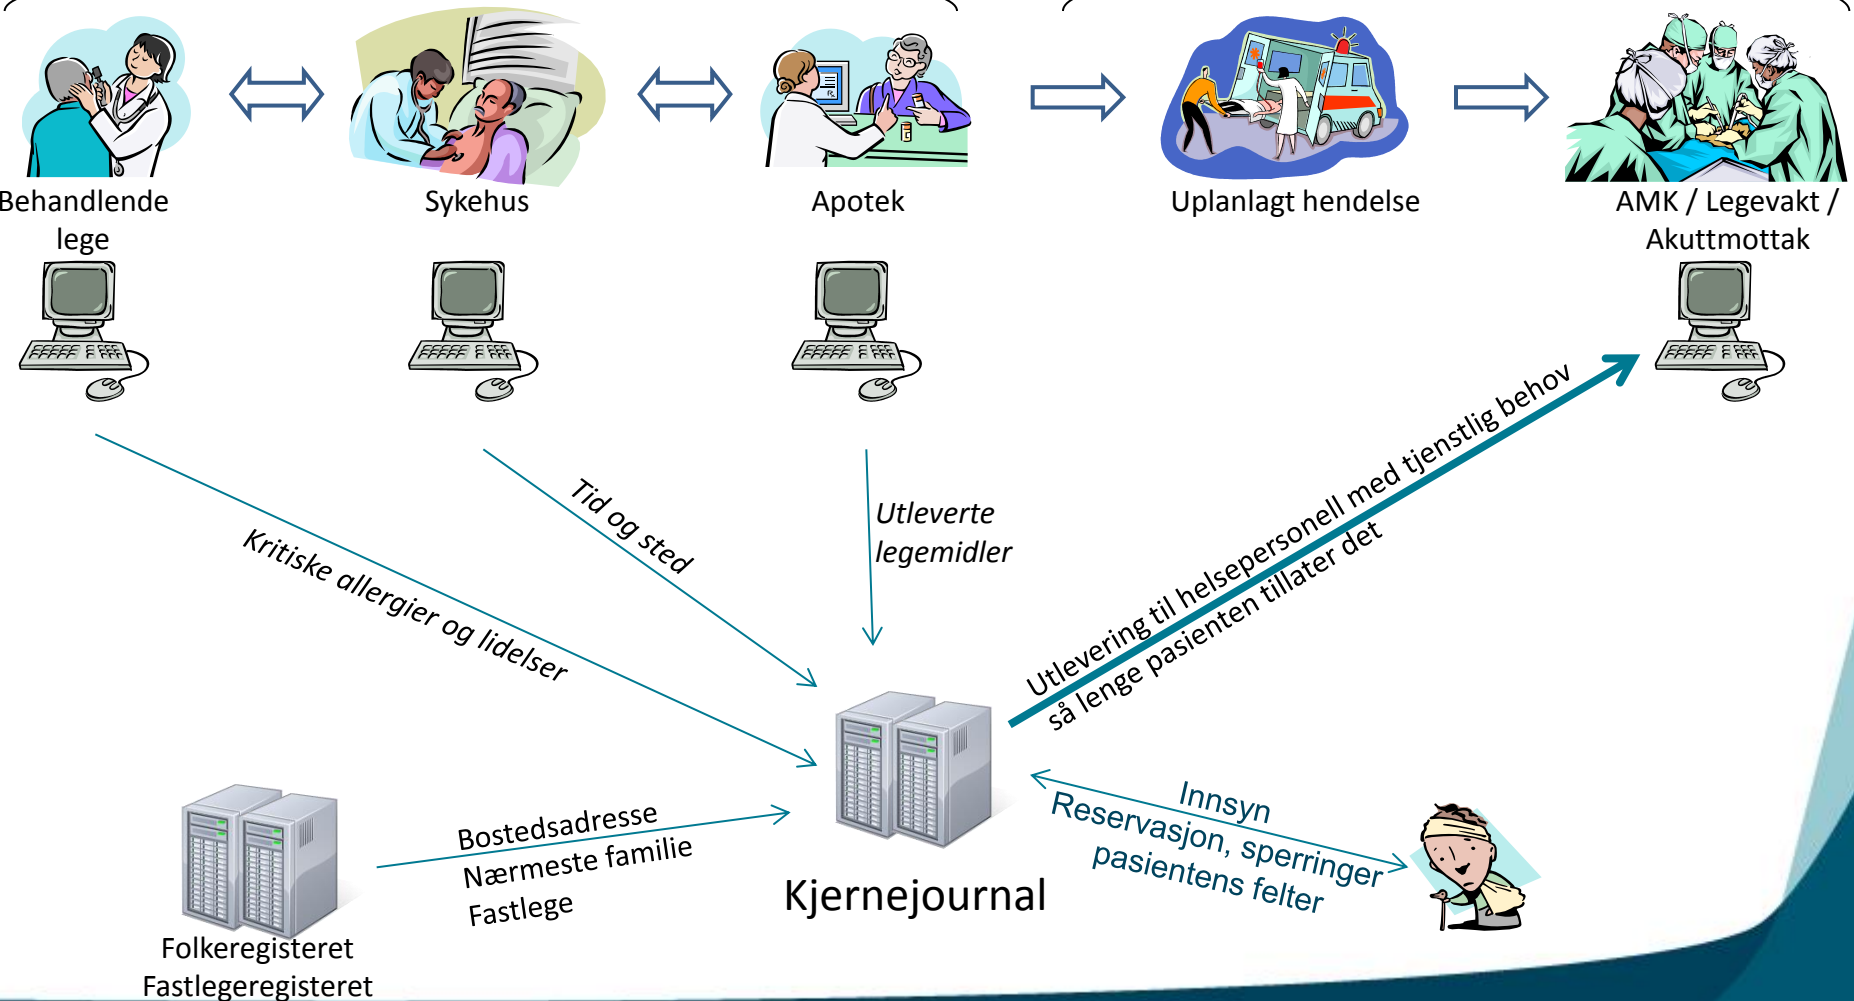 Behandlende
lege
Sykehus
Apotek
Uplanlagt hendelse
AMK / Legevakt /
Akuttmottak
Kritiske allergier og lidelser
Tid og sted
Utleverte
legemidler
Utlevering til helsepersonell med tjenstlig behov
så lenge pasienten tillater det
Bostedsadresse
Nærmeste familie
Fastlege
Kjernejournal
Innsyn
Reservasjon, sperringer
pasientens felter
Folkeregisteret
Fastlegeregisteret